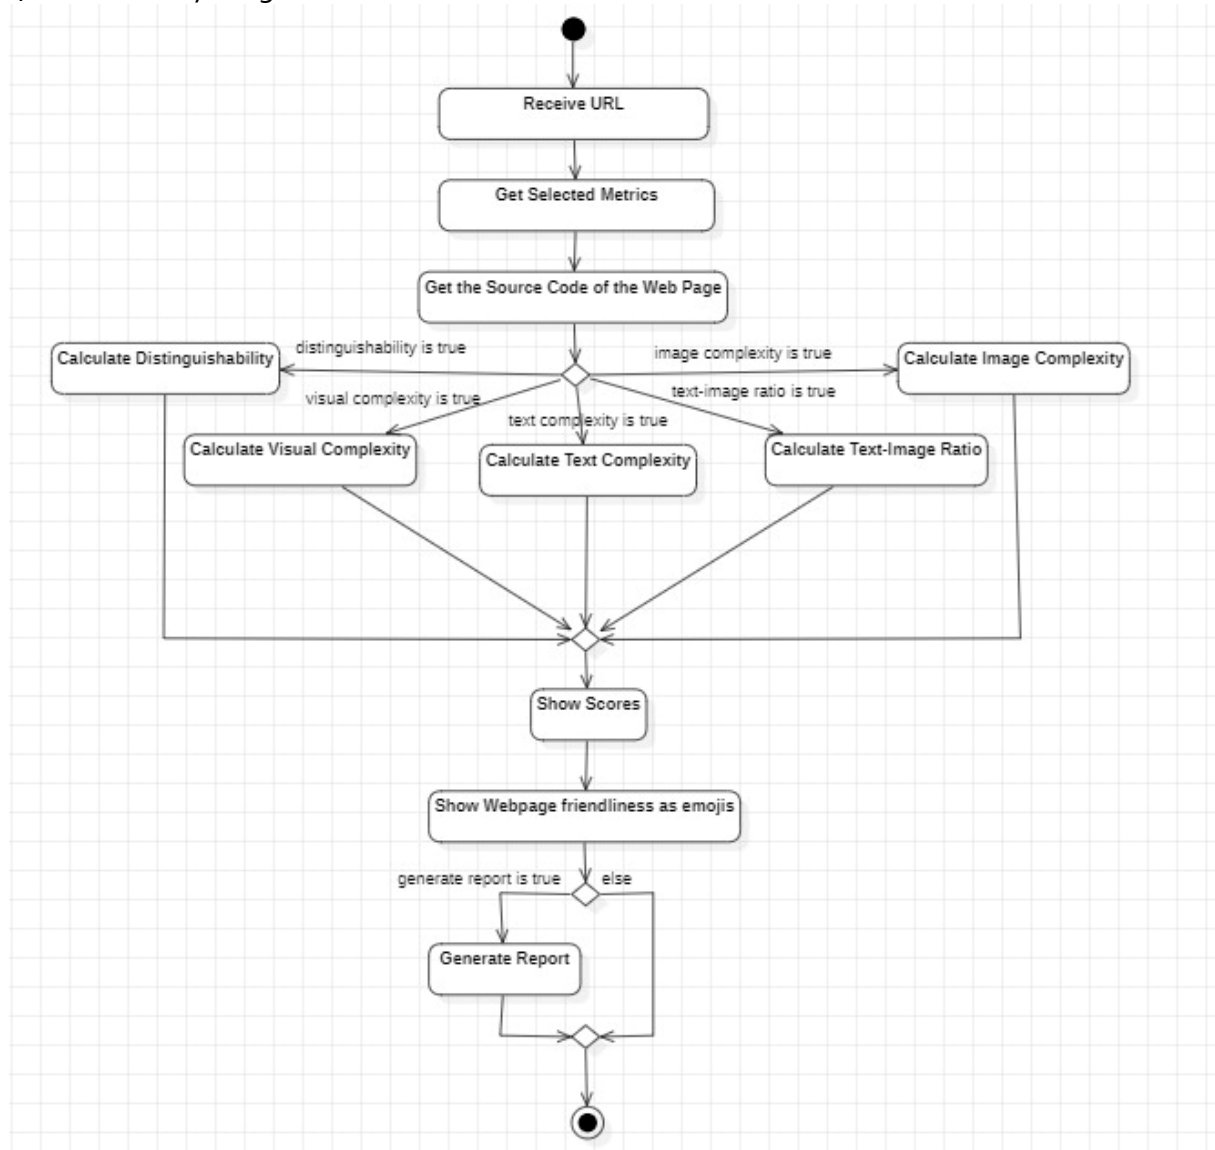 Receive URL
Get Selected Metrics
Get the Source Code of the Web Page
distinguishability is true
image complexity is true
Calculate Distinguishability
Calculate Image Complexity
visual complexity is true
text-image ratio is true
text complexity is true
Calculate Visual Complexity
Calculate Text Complexity
Calculate Text-Image Ratio
Show Scores
Show Webpage friendliness as emojis
generate report is true
else
Generate Report